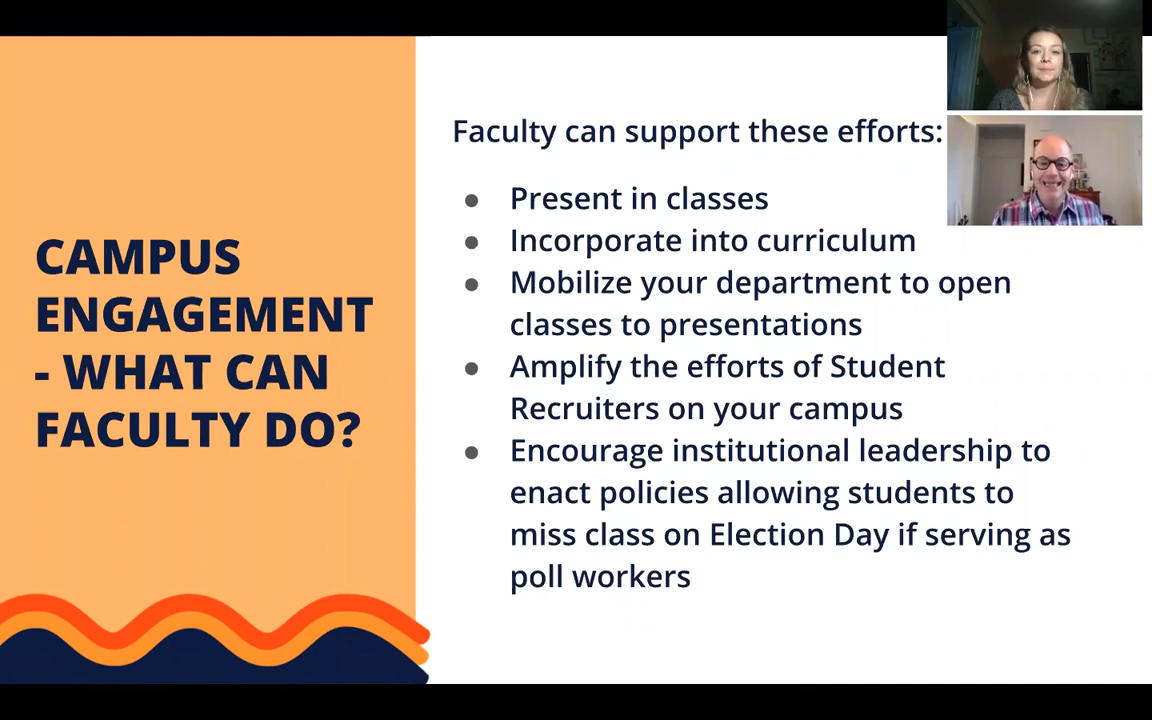 CAMPUS
ENGAGEMENT
- WHAT CAN
FACULTY DO?
Faculty can support these efforts:
● Present in classes
● Incorporate into curriculum
● Mobilize your department to open
classes to presentations
● Amplify the efforts of Student
Recruiters on your campus
● Encourage institutional leadership to
enact policies allowing students to
miss class on Election Day if serving as
poll workers